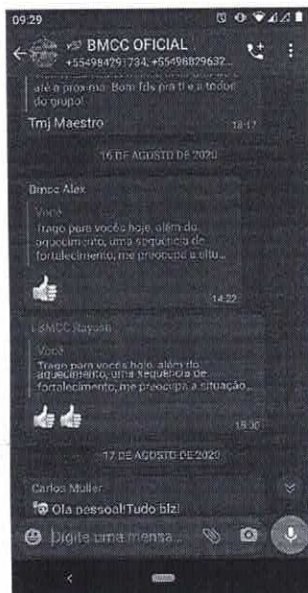 09:29
BMCC OFICIAL
+554984291734, +55498829632...
até a próxima. Bom fds pra ti e a todos
do grupo!
Tmj Maestro
18:17
16 DE AGOSTO DE 2020
Bmcc Alex
Você
Trago para vocês hoje, além do
aquecimento, uma sequência de
fortalecimento, me preocupa a situ...
14:22
BMCC Rayssa
Você
Trago para vocês hoje, além do
aquecimento, uma sequência de
fortalecimento, me preocupa a situação...
17 DE AGOSTO DE 2020
Carlos Muller
Ola pessoal!Tudo blz!
Digite uma mensa...